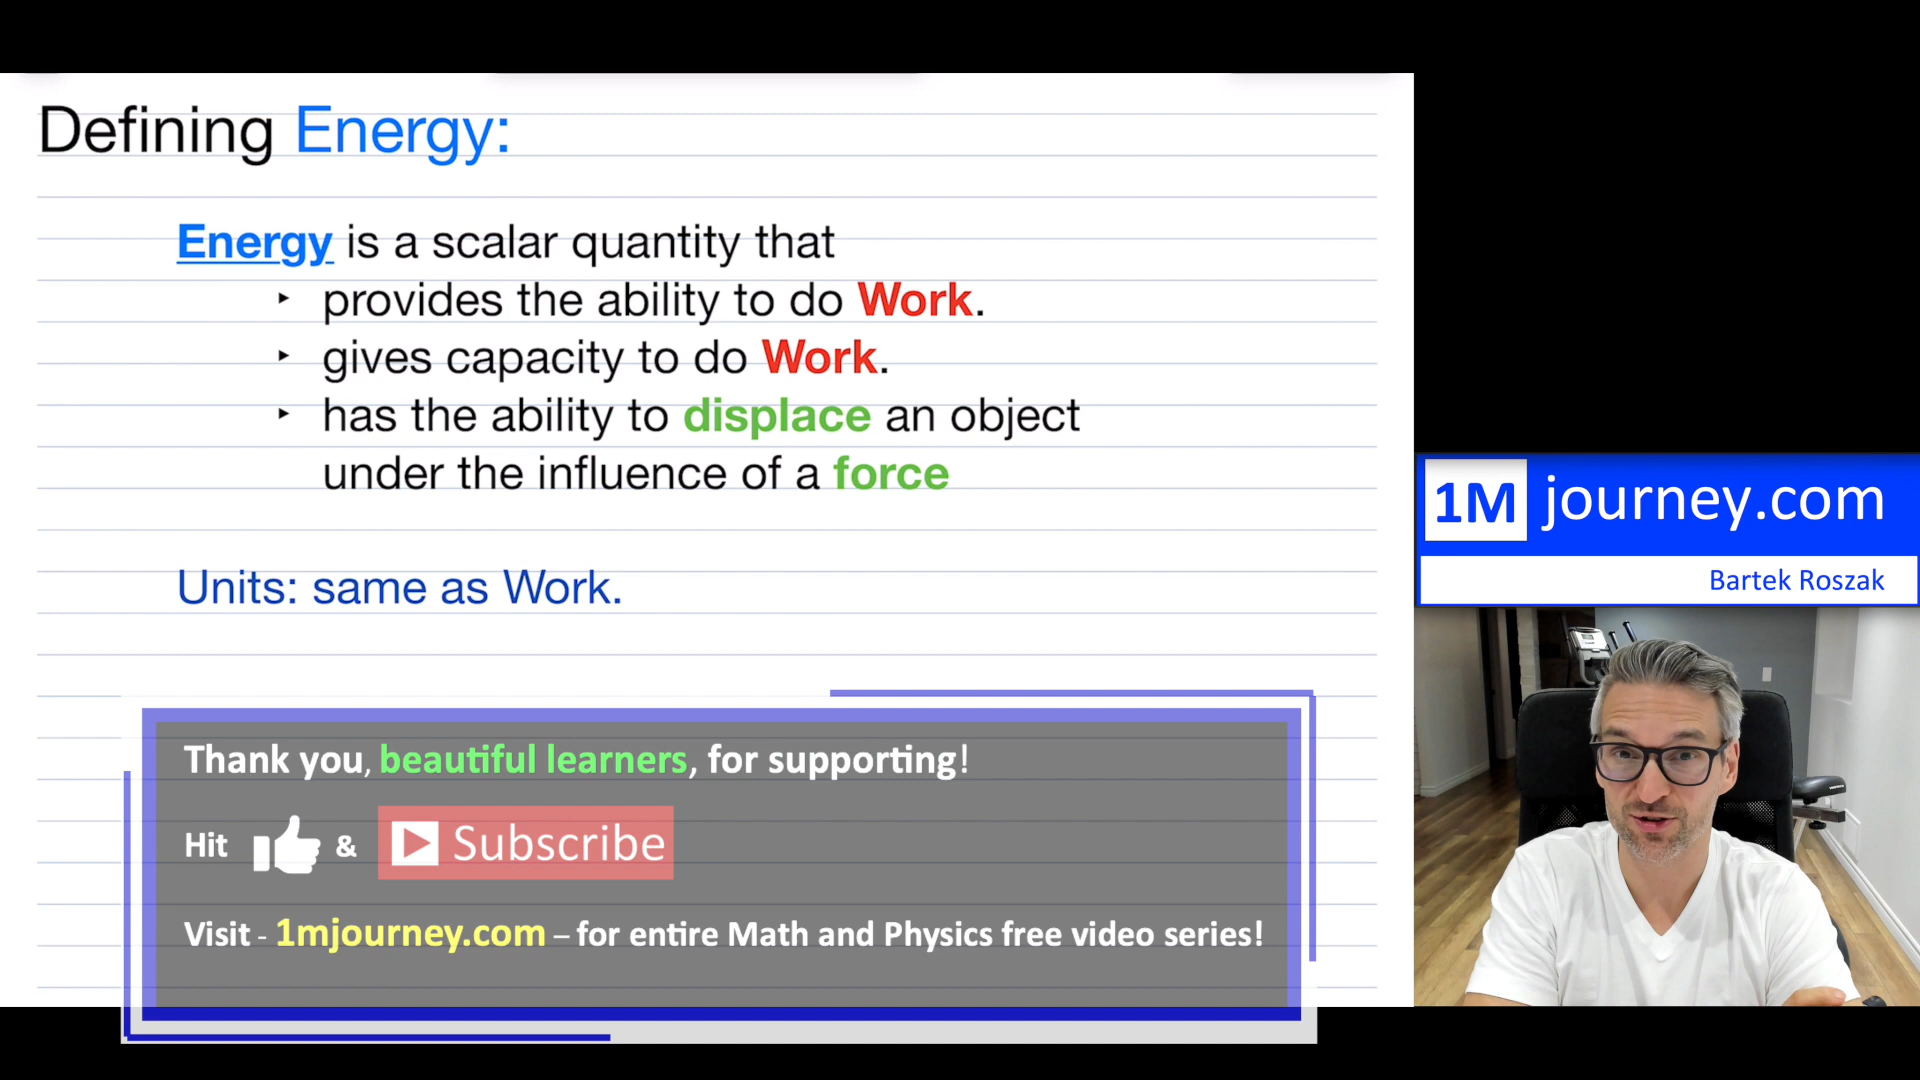 Defining Energy:
Energy is a scalar quantity that
‣ provides the ability to do Work.
‣ gives capacity to do Work.
‣ has the ability to displace an object
under the influence of a force
Units: same as Work.
Thank you, beautiful learners, for supporting!
Hit & Subscribe
Visit - 1mjourney.com – for entire Math and Physics free video series!
1M journey.com
Bartek Roszak